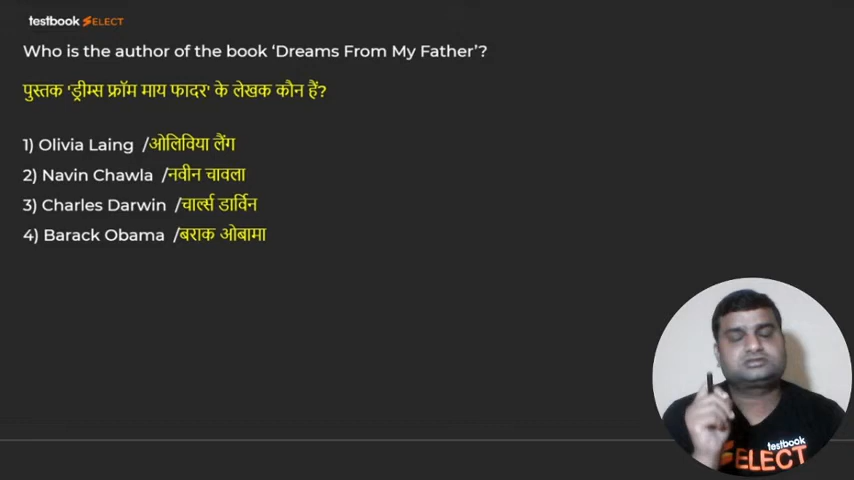 testbook SELECT
Who is the author of the book ‘Dreams From My Father’?
पुस्तक 'ड्रीम्स फ्रॉम माय फादर' के लेखक कौन हैं?
1) Olivia Laing /ओलिविया लैंग
2) Navin Chawla /नवीन चावला
3) Charles Darwin /चार्ल्स डार्विन
4) Barack Obama /बराक ओबामा
testbook
SELECT